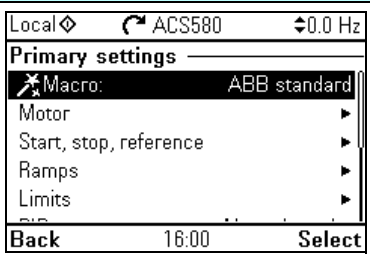 Local ACS580 0.0 Hz
Primary settings
Macro: ABB standard
Motor
Start, stop, reference
Ramps
Limits
Back 16:00 Select